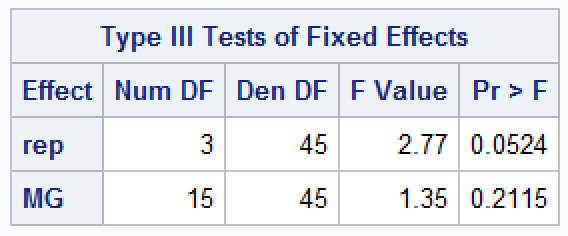 Type III Tests of Fixed Effects
Effect Num DF Den DF F Value Pr > F
rep 3 45 2.77 0.0524
MG 15 45 1.35 0.2115